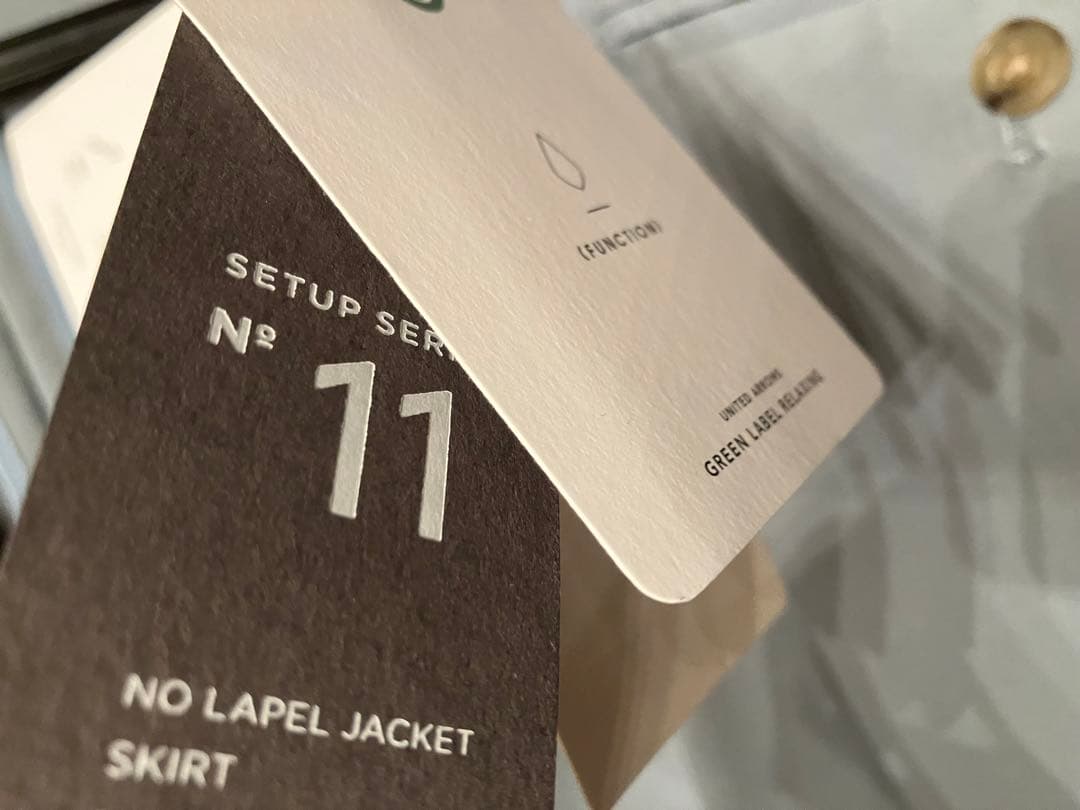 SETUP SERI
Nº 11
NO LAPEL JACKET
SKIRT
(FUNCTION)
UNITED ARROWS
GREEN LABEL RELAXING